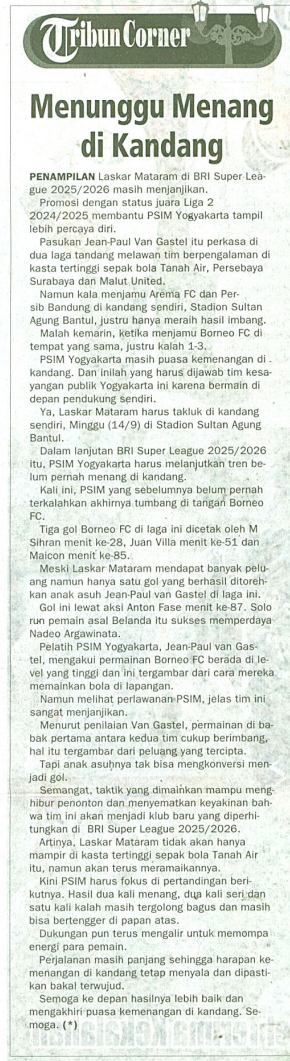 Tribun Corner
Menunggu Menang
di Kandang
PENAMPILAN Laskar Mataram di BRI Super Lea-
gue 2025/2026 masih menjanjikan.
Promosi dengan status juara Liga 2
2024/2025 membantu PSIM Yogyakarta tampil
lebih percaya diri.
Pasukan Jean-Paul Van Gastel itu perkasa di
dua laga tandang melawan tim berpengalaman di
kasta tertinggi sepak bola Tanah Air, Persebaya
Surabaya dan Malut United.
Namun kala menjamu Arema FC dan Per-
sib Bandung di kandang sendiri, Stadion Sultan
Agung Bantul, justru hanya meraih hasil imbang.
Malah kemarin, ketika menjamu Borneo FC di
tempat yang sama, justru kalah 1-3.
PSIM Yogyakarta masih puasa kemenangan di
kandang. Dan inilah yang harus dijawab tim kesa-
yangan publik Yogyakarta ini karena bermain di
depan pendukung sendiri.
Ya, Laskar Mataram harus takluk di kandang
sendiri, Minggu (14/9) di Stadion Sultan Agung
Bantul.
Dalam lanjutan BRI Super League 2025/2026
itu, PSIM Yogyakarta harus melanjutkan tren be-
lum pernah menang di kandang.
Kali ini, PSIM yang sebelumnya belum pernah
terkalahkan akhirnya tumbang di tangan Borneo
FC.
Tiga gol Borneo FC di laga ini dicetak oleh M
Sihran menit ke-28, Juan Villa menit ke-51 dan
Maicon menit ke-85.
Meski Laskar Mataram mendapat banyak pelu-
ang namun hanya satu gol yang berhasil ditoreh-
kan anak asuh Jean-Paul van Gastel di laga ini.
Gol ini lewat aksi Anton Fase menit ke-87. Solo
run pemain asal Belanda itu sukses memperdaya
Nadeo Argawinata.
Pelatih PSIM Yogyakarta, Jean-Paul van Gas-
tel, mengakui permainan Borneo FC berada di le-
vel yang tinggi dan ini tergambar dari cara mereka
memainkan bola di lapangan.
Namun melihat perlawanan PSIM, jelas tim ini
sangat menjanjikan.
Menurut penilaian Van Gastel, permainan di ba-
bak pertama antara kedua tim cukup berimbang,
hal itu tergambar dari peluang yang tercipta.
Tapi anak asuhnya tak bisa mengkonversi men-
jadi gol.
Semangat, taktik yang dimainkan mampu meng-
hibur penonton dan menyematkan keyakinan bah-
wa tim ini akan menjadi klub baru yang diperhi-
tungkan di BRI Super League 2025/2026.
Artinya, Laskar Mataram tidak akan hanya
mampir di kasta tertinggi sepak bola Tanah Air
itu, namun akan terus meramaikannya.
Kini PSIM harus fokus di pertandingan beri-
kutnya. Hasil dua kali menang, dua kali seri dan
satu kali kalah masih tergolong bagus dan masih
bisa bertengger di papan atas.
Dukungan pun terus mengalir untuk memompa
energi para pemain.
Perjalanan masih panjang sehingga harapan ke-
menangan di kandang tetap menyala dan dipasti-
kan bakal terwujud.
Semoga ke depan hasilnya lebih baik dan
mengakhiri puasa kemenangan di kandang. Se-
moga. (*)